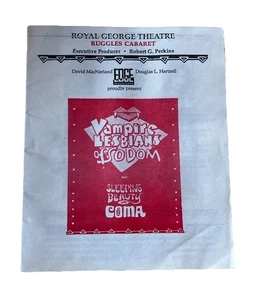 ROYAL GEORGE THEATRE
RUGGLES CABARET
Executive Producer • Robert G. Perkins
David MacNerland EDGE Douglas L. Hartzell
proudly present
Vampire
LESBIANS
of SODOM
and
SLEEPING
BEAUTY
or
COMA